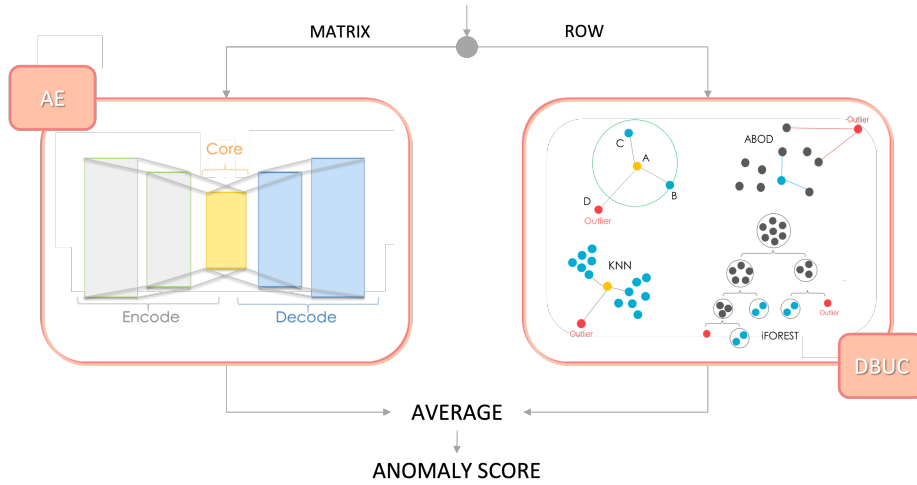 MATRIX
ROW
AE
Core
Encode
Decode
C
A
B
D
Outlier
ABOD
Outlier
KNN
Outlier
Outlier
iFOREST
DBUC
AVERAGE
ANOMALY SCORE